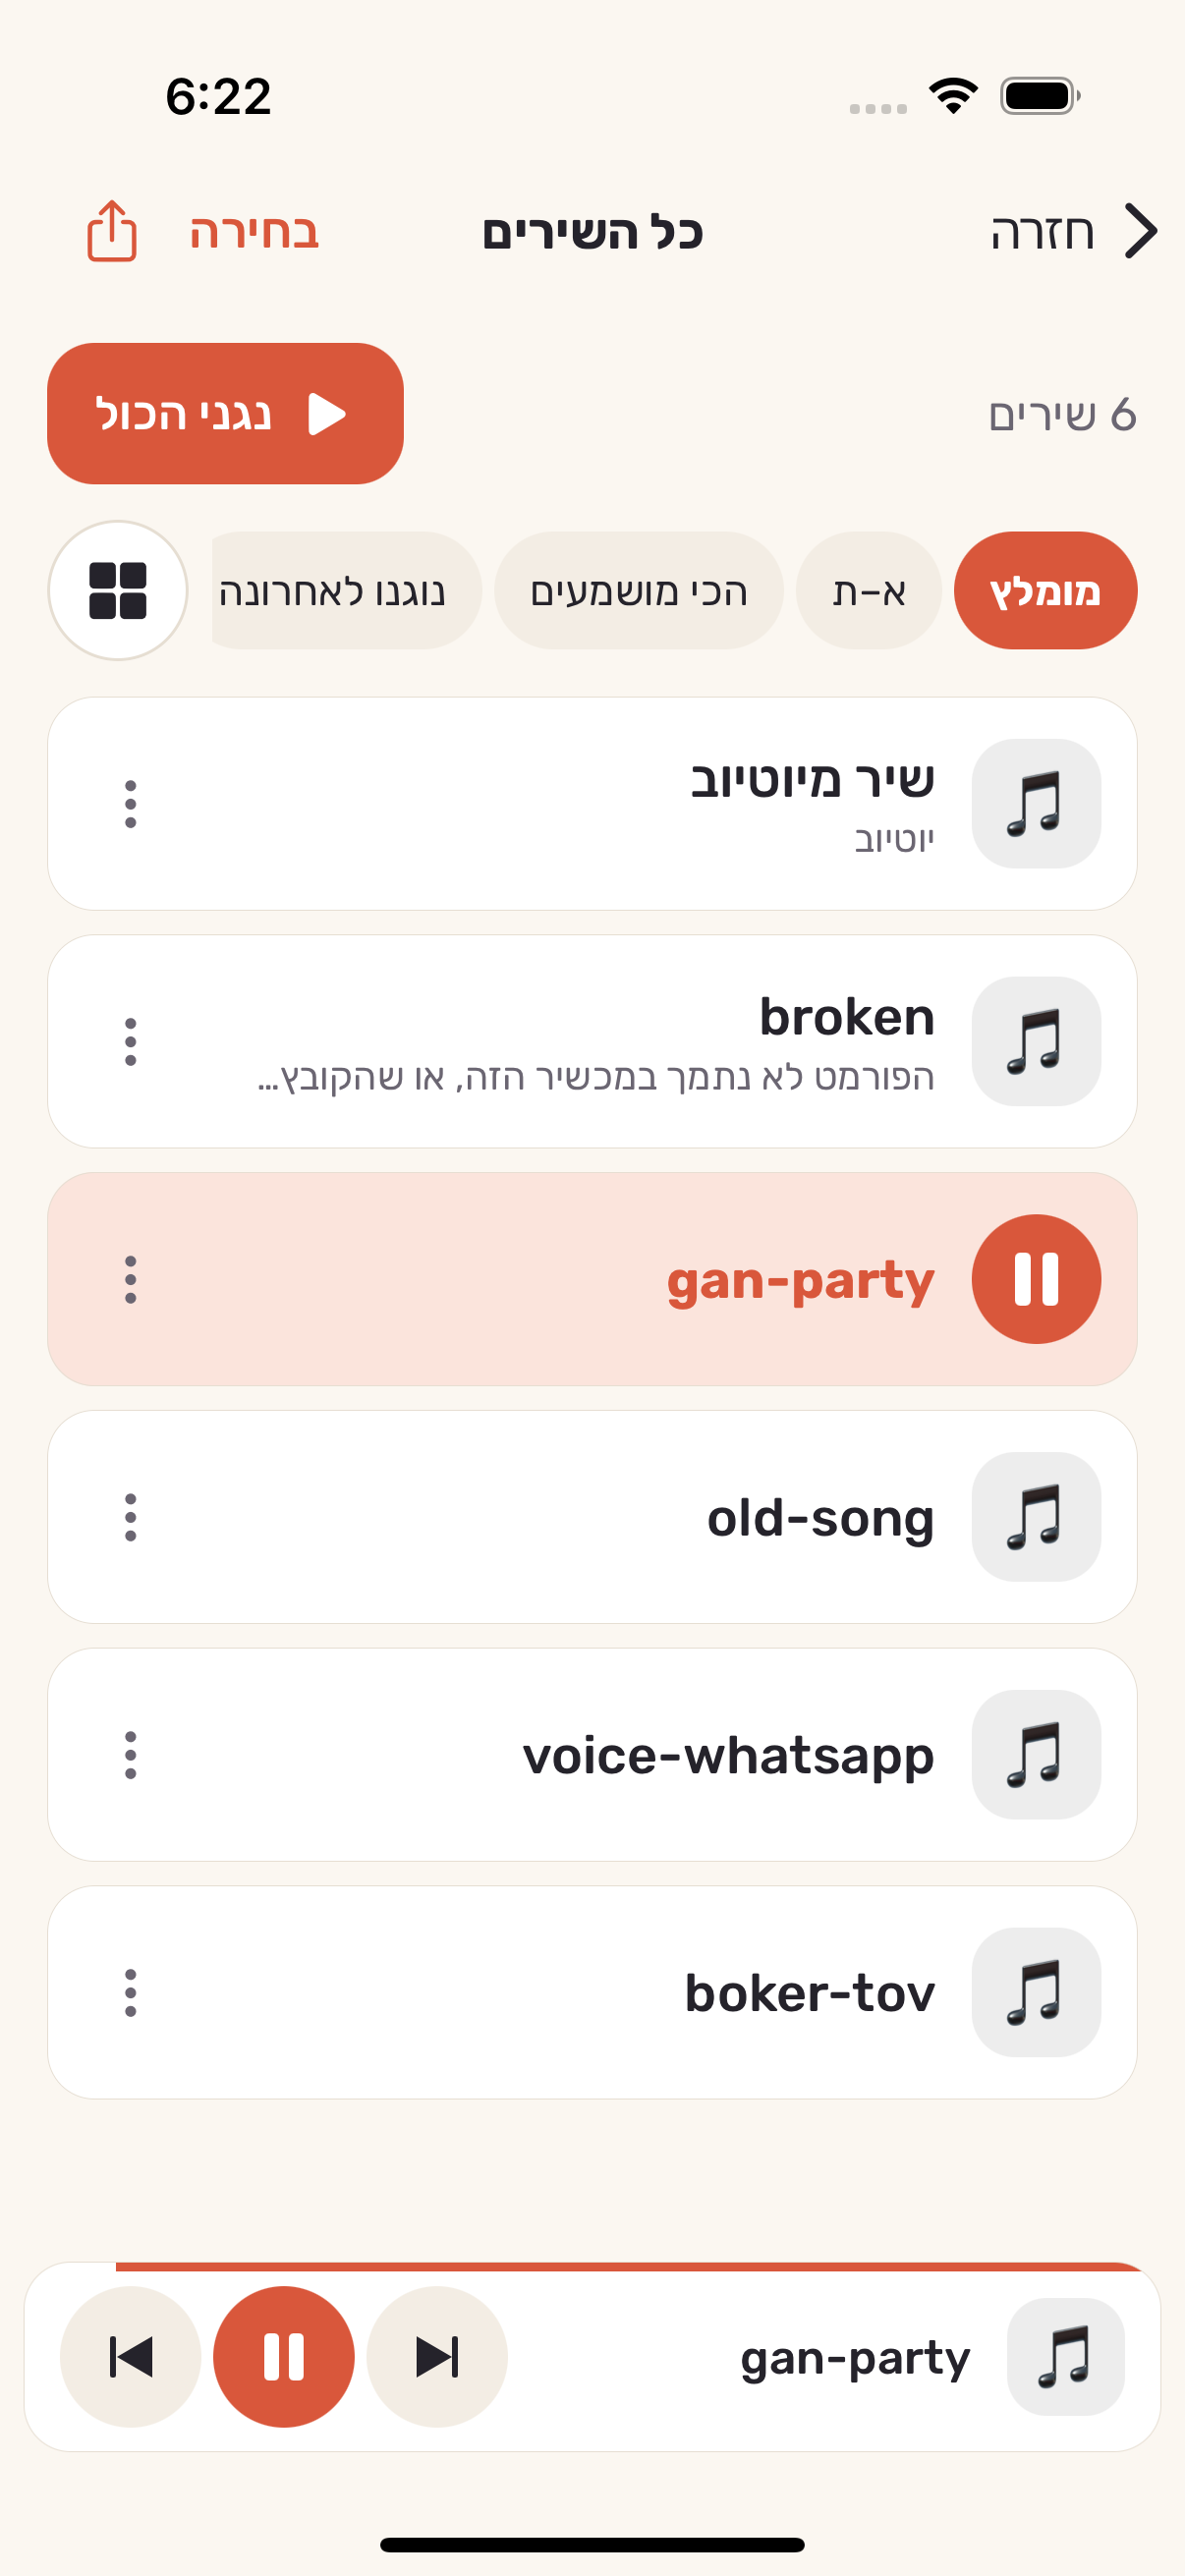 6:22
חזרה
כל השירים
בחירה
6 שירים
נגני הכול
מומלץ
א–ת
הכי מושמעים
נוגנו לאחרונה
שיר מיוטיוב
יוטיוב
broken
הפורמט לא נתמך במכשיר הזה, או שהקובץ...
gan-party
old-song
voice-whatsapp
boker-tov
gan-party